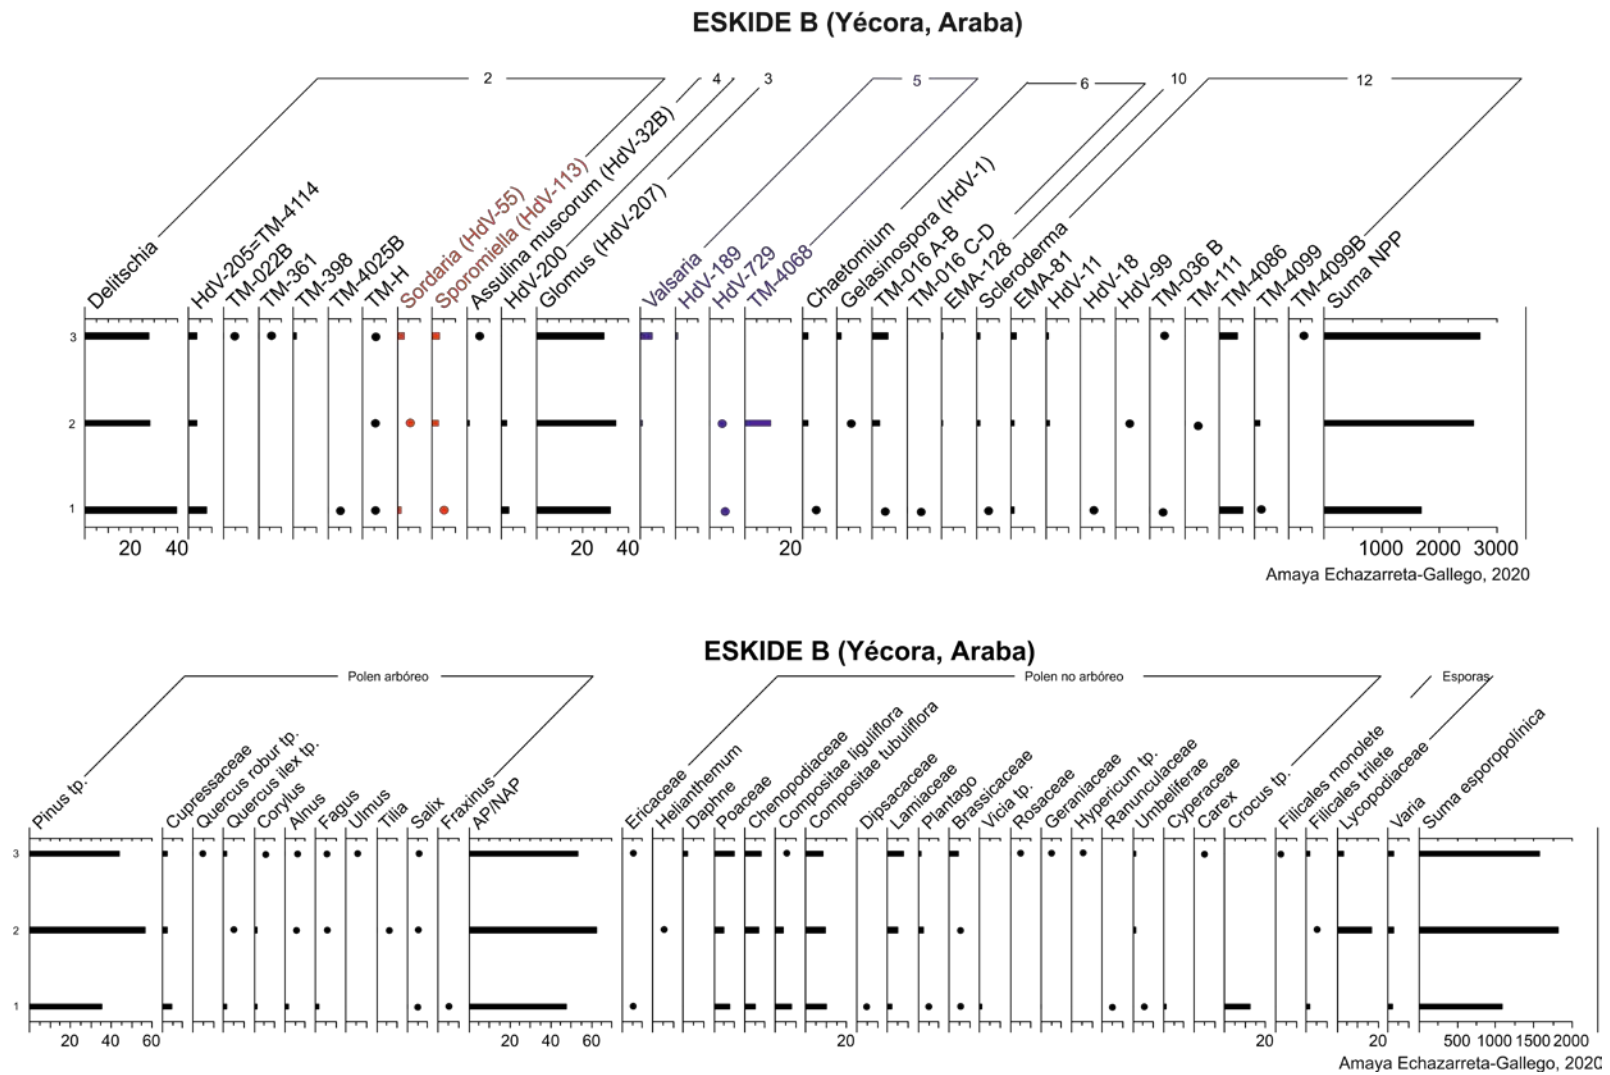 ESKIDE B (Yécora, Araba)
2
4
3
5
6
10
12
Delitschia
HdV-205=TM-4114
TM-022B
TM-361
TM-398
TM-4025B
TM-H
Sordaria (HdV-55)
Sporomiella (HdV-113)
Assulina muscorum (HdV-32B)
HdV-200
Glomus (HdV-207)
Valsaria
HdV-189
HdV-729
TM-4068
Chaetomium
Gelasinospora (HdV-1)
TM-016 A-B
TM-016 C-D
EMA-128
Scleroderma
EMA-81
HdV-11
HdV-18
HdV-99
TM-036 B
TM-111
TM-4086
TM-4099
TM-4099B
Suma NPP
3
2
1
20 40 20 40 20 1000 2000 3000
Amaya Echazarreta-Gallego, 2020
ESKIDE B (Yécora, Araba)
Polen arbóreo
Polen no arbóreo
Esporas
Pinus tp.
Cupressaceae
Quercus robur tp.
Quercus ilex tp.
Corylus
Alnus
Fagus
Ulmus
Tilia
Salix
Fraxinus
AP/NAP
Ericaceae
Helianthemum
Daphne
Poaceae
Chenopodiaceae
Compositae liguliflora
Compositae tubuliflora
Dipsacaceae
Lamiaceae
Plantago
Brassicaceae
Vicia tp.
Rosaceae
Geraniaceae
Hypericum tp.
Ranunculaceae
Umbeliferae
Cyperaceae
Carex
Crocus tp.
Filicales monolete
Filicales trilete
Lycopodiaceae
Varia
Suma esporopolínica
3
2
1
20 40 60 20 40 60 20 20 20 500 1000 1500 2000
Amaya Echazarreta-Gallego, 2020